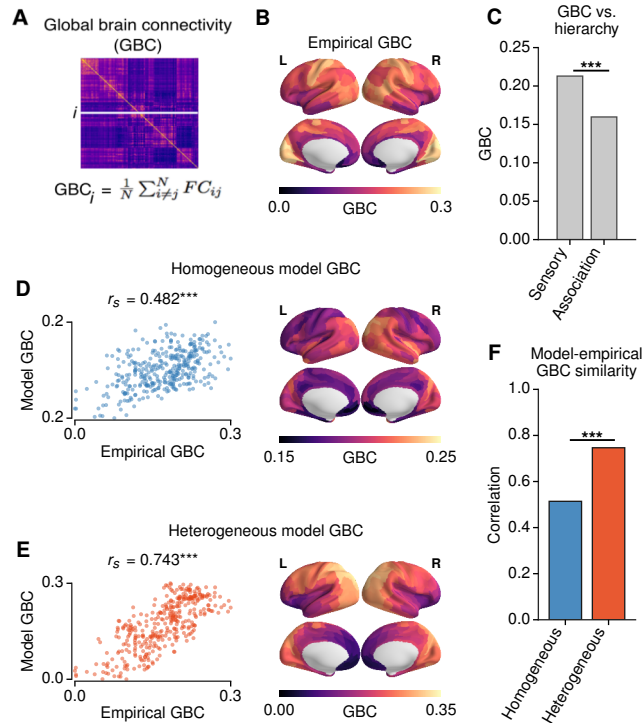 A
Global brain connectivity
(GBC)
i
GBC_i = 1/N ∑_{i≠j}^N FC_{ij}
B
Empirical GBC
L
R
0.0
GBC
0.3
C
GBC vs.
hierarchy
***
0.25
0.20
0.15
0.10
0.05
0.00
GBC
Sensory
Association
Homogeneous model GBC
D
r_s = 0.482***
0.2
0.2
Model GBC
0.0
0.3
Empirical GBC
L
R
0.15
GBC
0.25
Heterogeneous model GBC
E
r_s = 0.743***
0.3
0.0
Model GBC
0.0
0.3
Empirical GBC
L
R
0.00
GBC
0.35
F
Model-empirical
GBC similarity
***
1.0
0.8
0.6
0.4
0.2
0.0
Correlation
Homogeneous
Heterogeneous